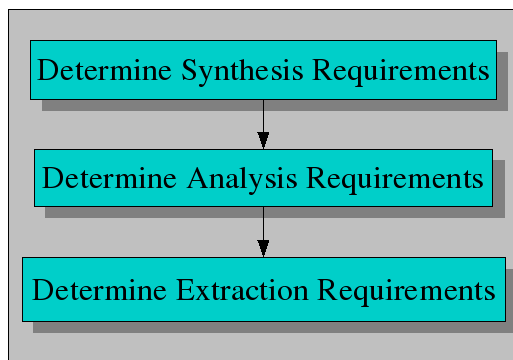 Determine Synthesis Requirements
Determine Analysis Requirements
Determine Extraction Requirements